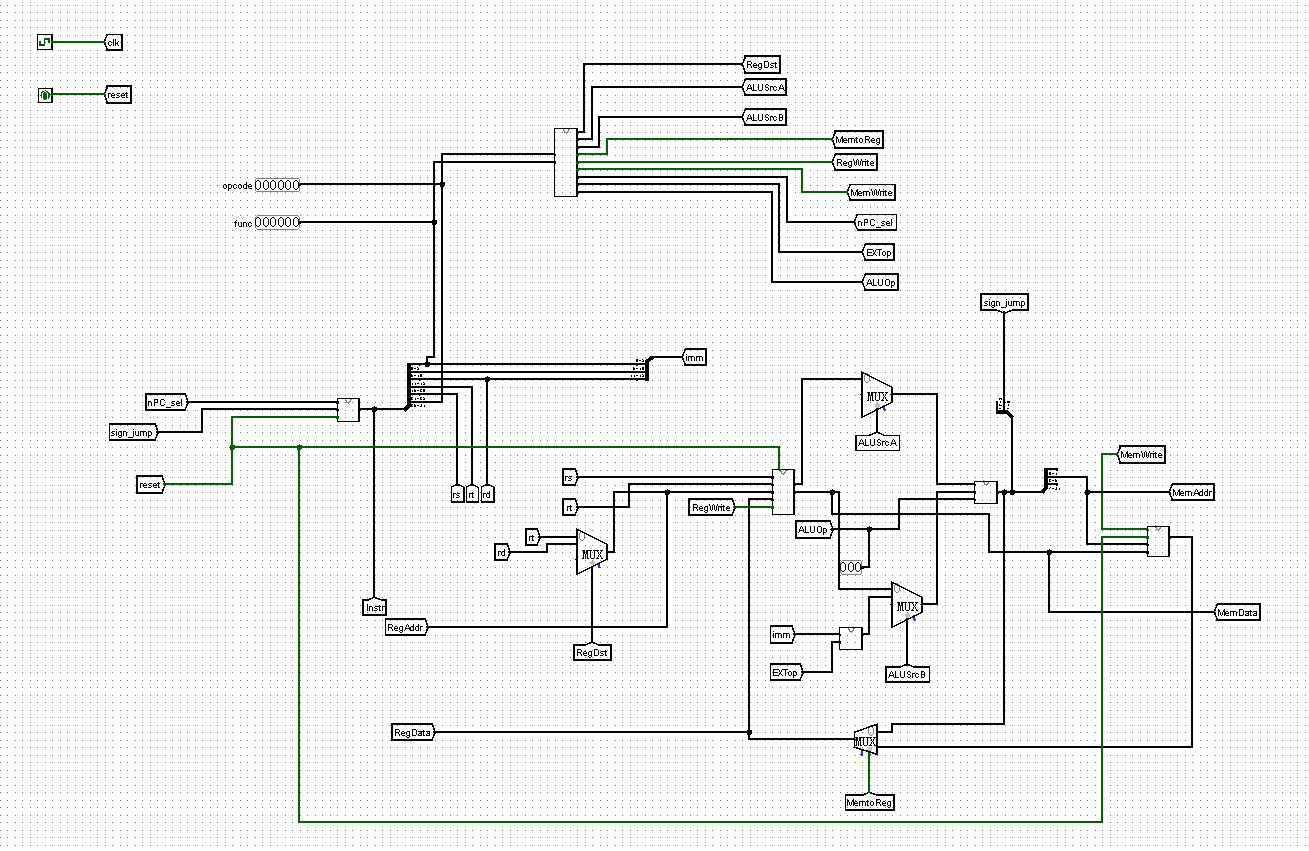 clk
RegDst
ALUSrcA
reset
ALUSrcB
MemtoReg
RegWrite
opcode 000000
MemWrite
func 000000
nPC_sel
EXTop
ALUOp
sign_jump
imm
nPC_sel
MUX
sign_jump
ALUSrcA
MemWrite
rs
reset
rs rt rd
MemAddr
rt
RegWrite
ALUOp
rt
rd
MUX
000
Instr
MUX
MemData
RegAddr
imm
RegDst
EXTop
ALUSrcB
RegData
MUX
MemtoReg